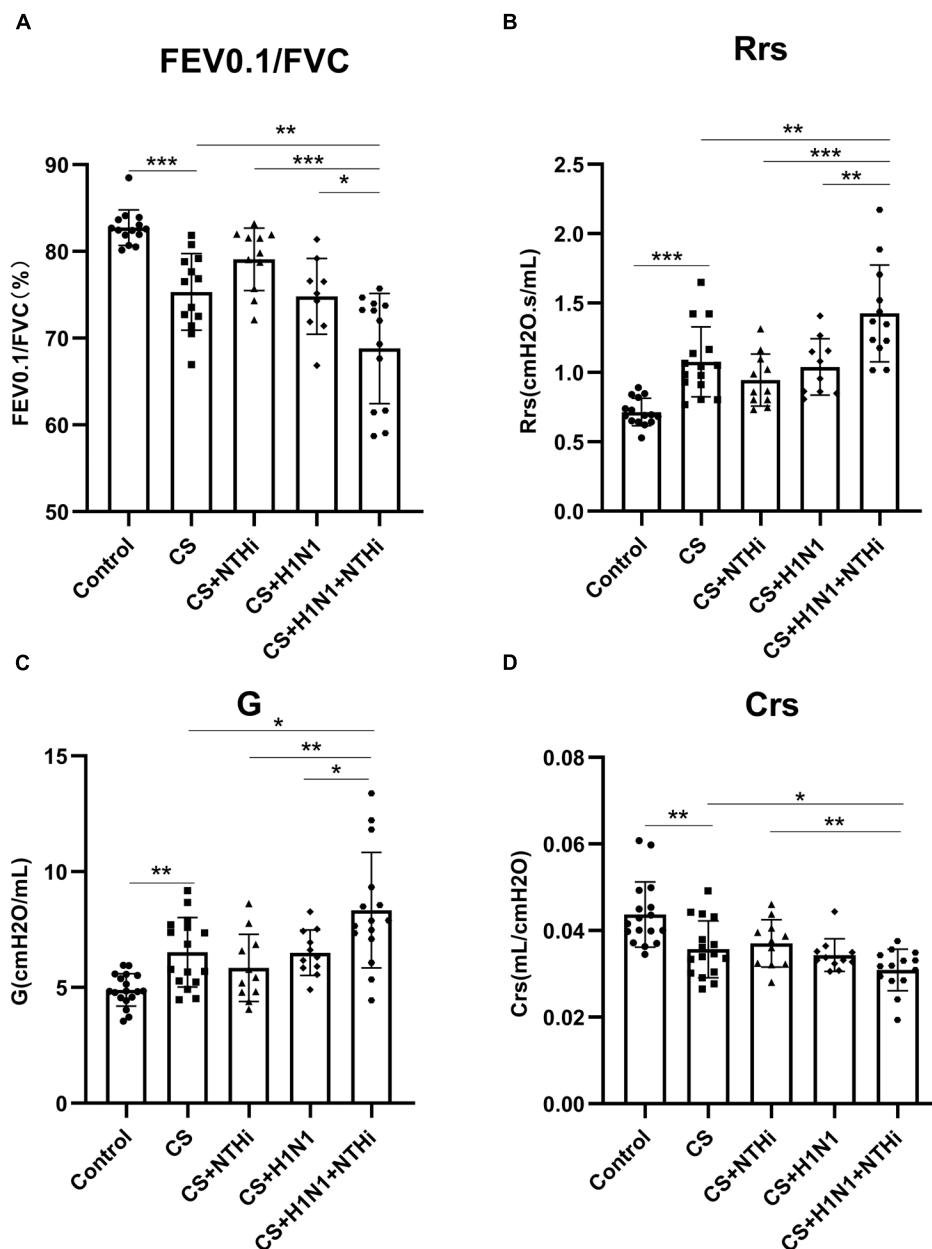 A
FEV0.1/FVC
**
***
***
*
90
80
70
60
50
FEV0.1/FVC（%）
Control
CS
CS+NTHi
CS+H1N1
CS+H1N1+NTHi
B
Rrs
**
***
**
***
2.5
2.0
1.5
1.0
0.5
0.0
Rrs(cmH2O.s/mL)
Control
CS
CS+NTHi
CS+H1N1
CS+H1N1+NTHi
C
G
*
**
*
**
15
10
5
0
G(cmH2O/mL)
Control
CS
CS+NTHi
CS+H1N1
CS+H1N1+NTHi
D
Crs
*
**
**
0.08
0.06
0.04
0.02
0.00
Crs(mL/cmH2O)
Control
CS
CS+NTHi
CS+H1N1
CS+H1N1+NTHi